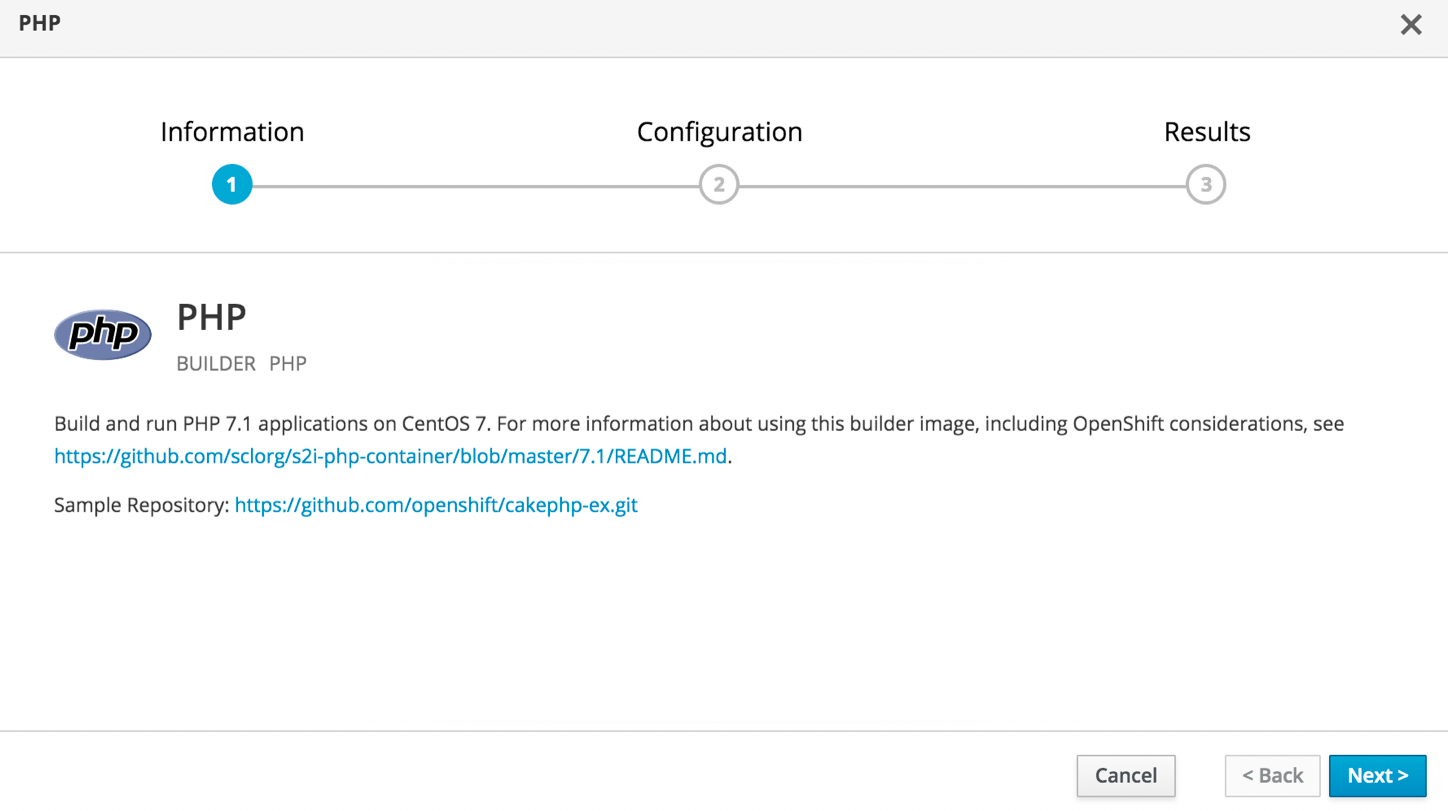 PHP
Information
Configuration
Results
1
2
3
php
PHP
BUILDER PHP
Build and run PHP 7.1 applications on CentOS 7. For more information about using this builder image, including OpenShift considerations, see
https://github.com/sclorg/s2i-php-container/blob/master/7.1/README.md.
Sample Repository: https://github.com/openshift/cakephp-ex.git
Cancel
< Back
Next >